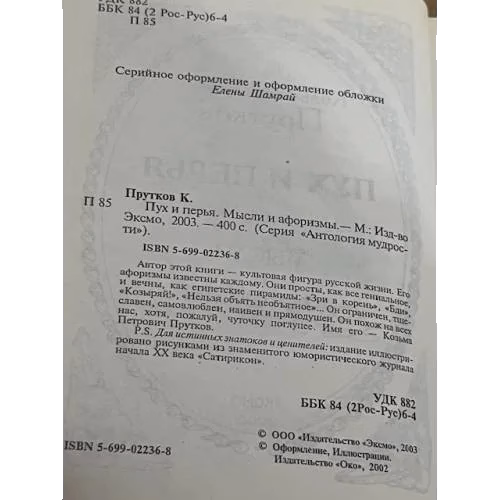 УДК 882
ББК 84 (2 Рос-Рус)6-4
П 85
Серийное оформление и оформление обложки
Елены Шамрай
Прутков К.
П 85 Пух и перья. Мысли и афоризмы.— М.: Изд-во
Эксмо, 2003. — 400 с. (Серия «Антология мудрос-
ти»).
ISBN 5-699-02236-8
Автор этой книги — культовая фигура русской жизни. Его
афоризмы известны каждому. Они просты, как все гениальное,
и вечны, как египетские пирамиды: «Зри в корень», «Бди»,
«Козыряй!», «Нельзя объять необъятное»... Он ограничен, тще-
славен, самовлюблен, наивен и прямодушен. Он похож на всех
нас, хотя, пожалуй, чуточку поглупее. Имя его — Козьма
Петрович Прутков.
P.S. Для истинных знатоков и ценителей: издание иллюстри-
ровано рисунками из знаменитого юмористического журнала
начала XX века «Сатирикон».
УДК 882
ББК 84 (2Рос-Рус)6-4
© ООО «Издательство «Эксмо», 2003
© Оформление, Иллюстрации.
Издательство «Око», 2002
ISBN 5-699-02236-8